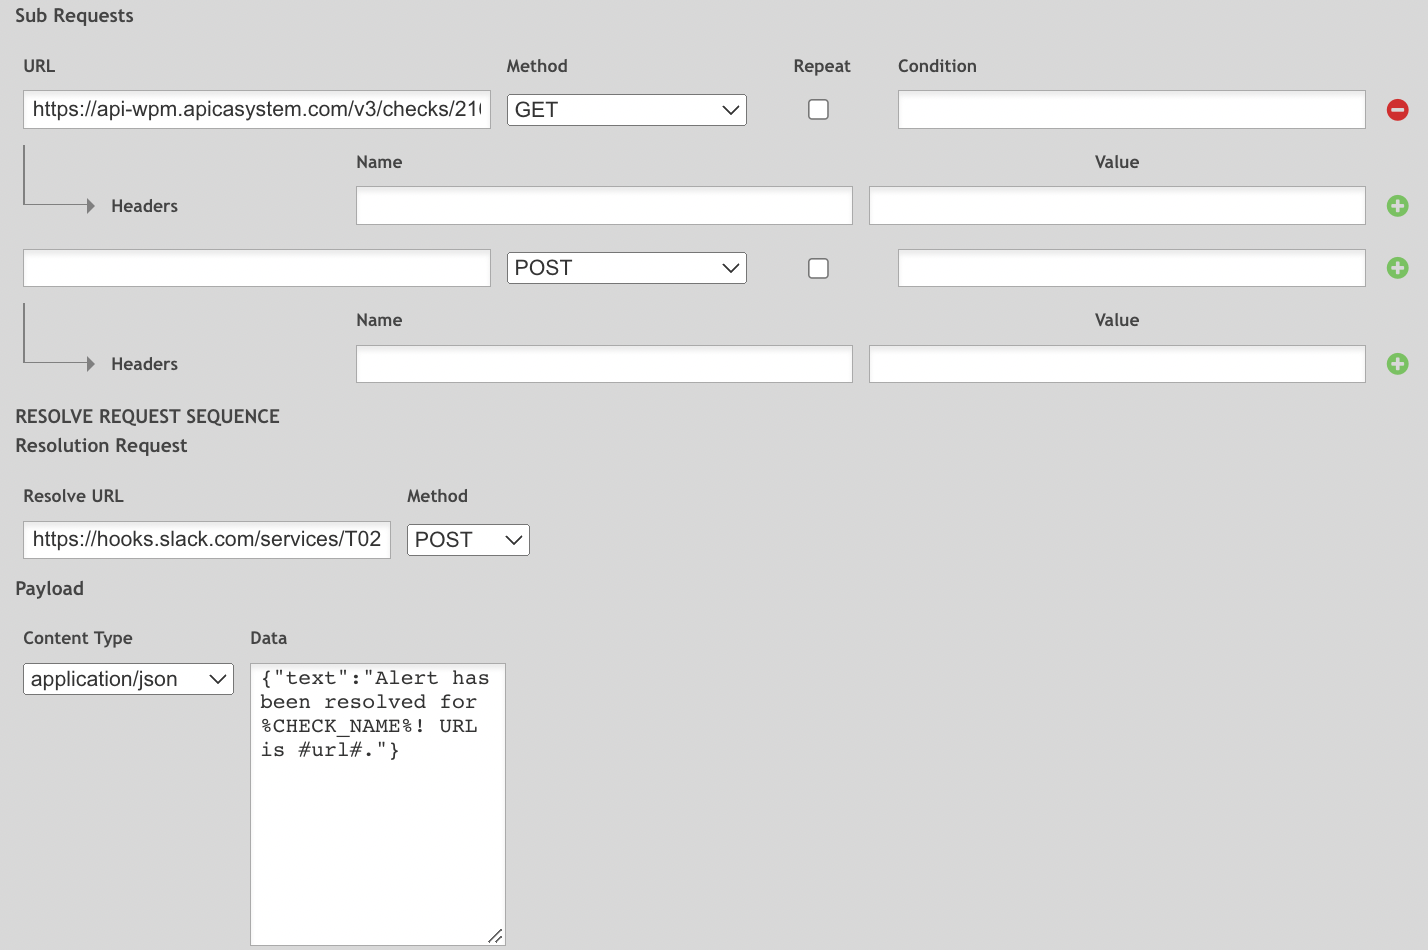 Sub Requests
URL Method Repeat Condition
https://api-wpm.apicasystem.com/v3/checks/21 GET
Name Value
Headers
POST
Name Value
Headers
RESOLVE REQUEST SEQUENCE
Resolution Request
Resolve URL Method
https://hooks.slack.com/services/T02 POST
Payload
Content Type Data
application/json
{"text":"Alert has
been resolved for
%CHECK_NAME%! URL
is #url#."}